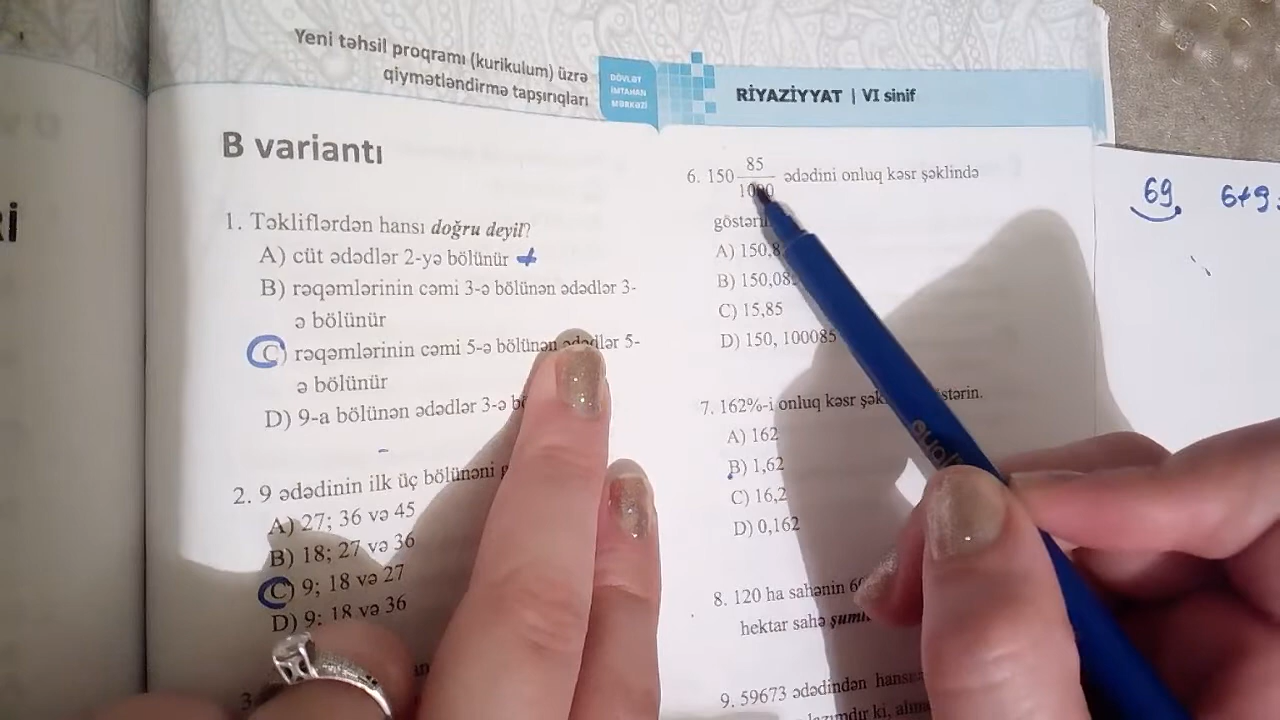 Yeni təhsil proqramı (kurikulum) üzrə
qiymətləndirmə tapşırıqları
DÖVLƏT
İMTAHAN
MƏRKƏZİ
RİYAZİYYAT | VI sinif
B variantı
1. Təkliflərdən hansı doğru deyil?
A) cüt ədədlər 2-yə bölünür
B) rəqəmlərinin cəmi 3-ə bölünən ədədlər 3-
ə bölünür
C) rəqəmlərinin cəmi 5-ə bölünən ədədlər 5-
ə bölünür
D) 9-a bölünən ədədlər 3-ə
2. 9 ədədinin ilk üç bölünəni
A) 27; 36 və 45
B) 18; 27 və 36
C) 9; 18 və 27
D) 9; 18 və 36
6. 150 85/1000 ədədini onluq kəsr şəklində
A) 150,8
B) 150,08
C) 15,85
D) 150, 100085
7. 162%-i onluq kəsr
A) 162
B) 1,62
C) 16,2
D) 0,162
8. 120 ha sahənin
hektar sahə
9. 59673 ədədindən
ki,
69 6+9